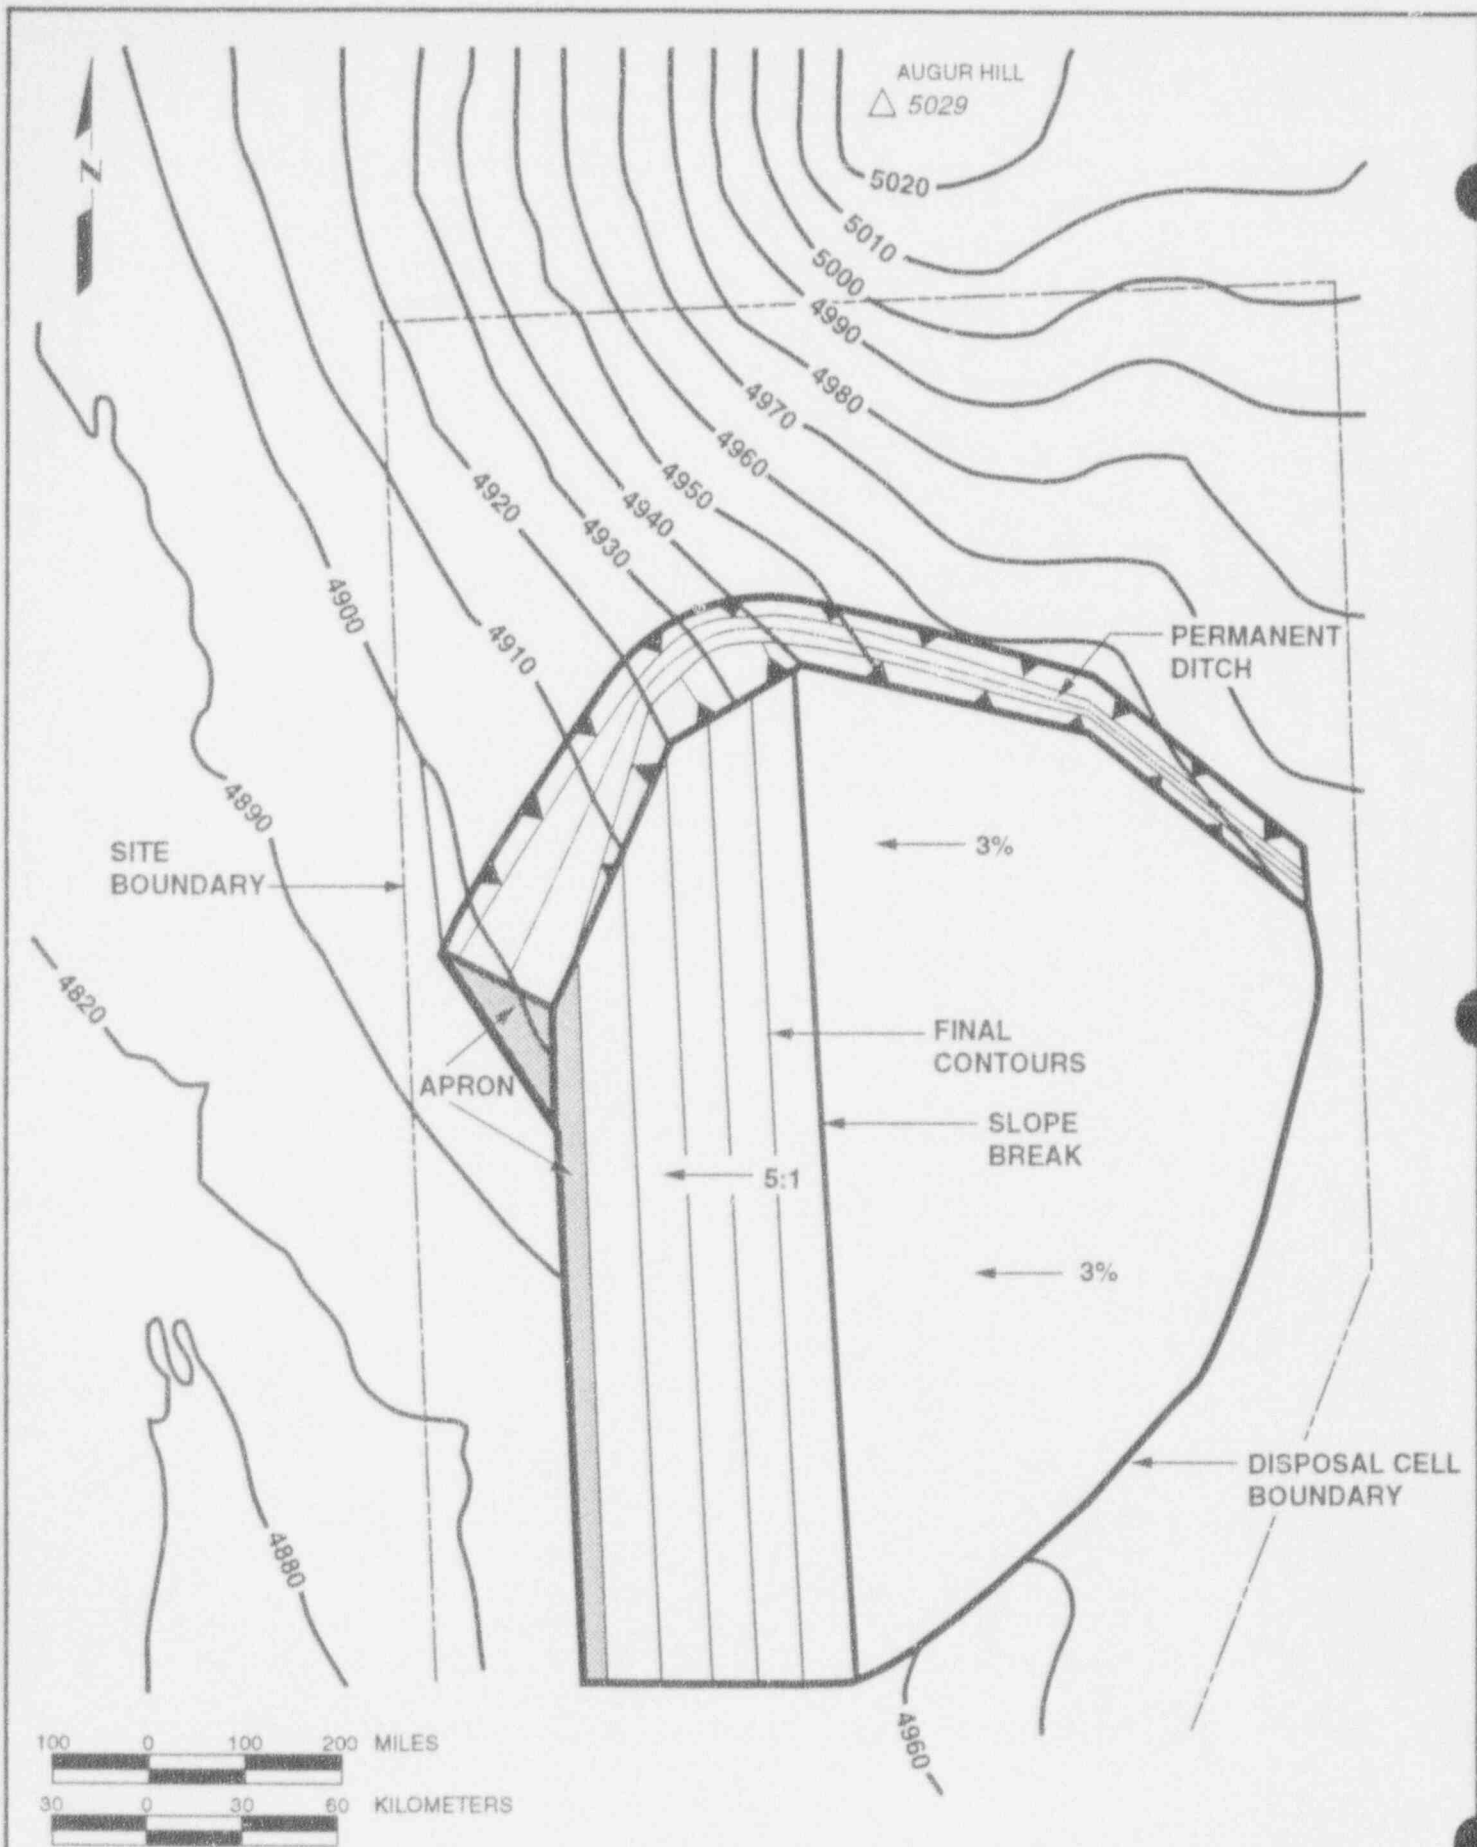 AUGUR HILL
5029
N
5020
5010
5000
4990
4980
4970
4960
4950
4940
4930
4920
4910
4900
4890
PERMANENT
DITCH
3%
SITE
BOUNDARY
4820
FINAL
CONTOURS
APRON
SLOPE
BREAK
5:1
3%
DISPOSAL CELL
BOUNDARY
4880
4960
100 0 100 200 MILES
30 0 30 60 KILOMETERS